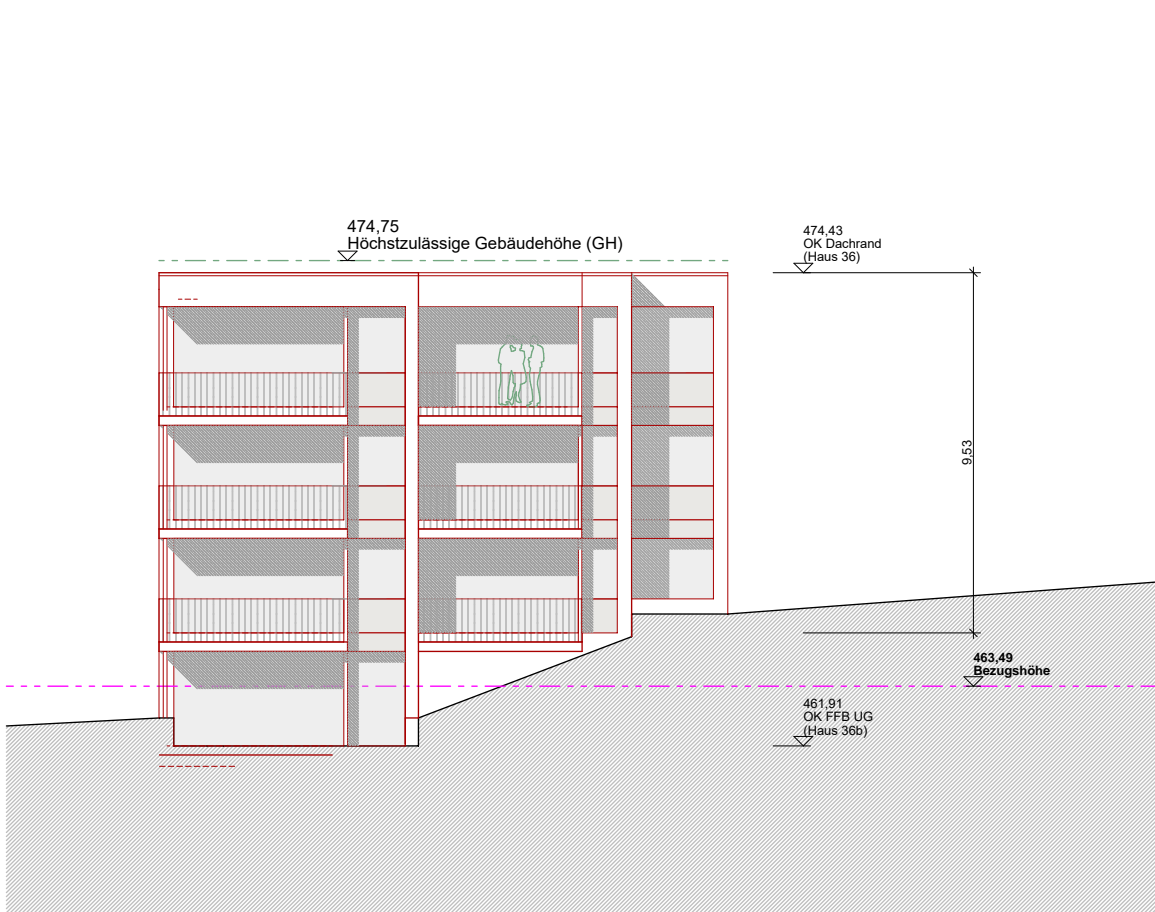 474,75
Höchstzulässige Gebäudehöhe (GH)
474,43
OK Dachrand
(Haus 36)
9,53
463,49
Bezugshöhe
461,91
OK FFB UG
(Haus 36b)